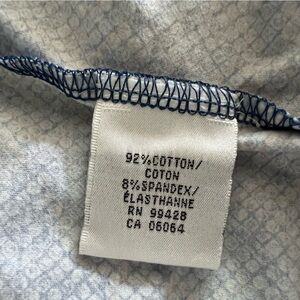 92%COTTON/
COTON
8%SPANDEX/
ÉLASTHANNE
RN 99428
CA 06064